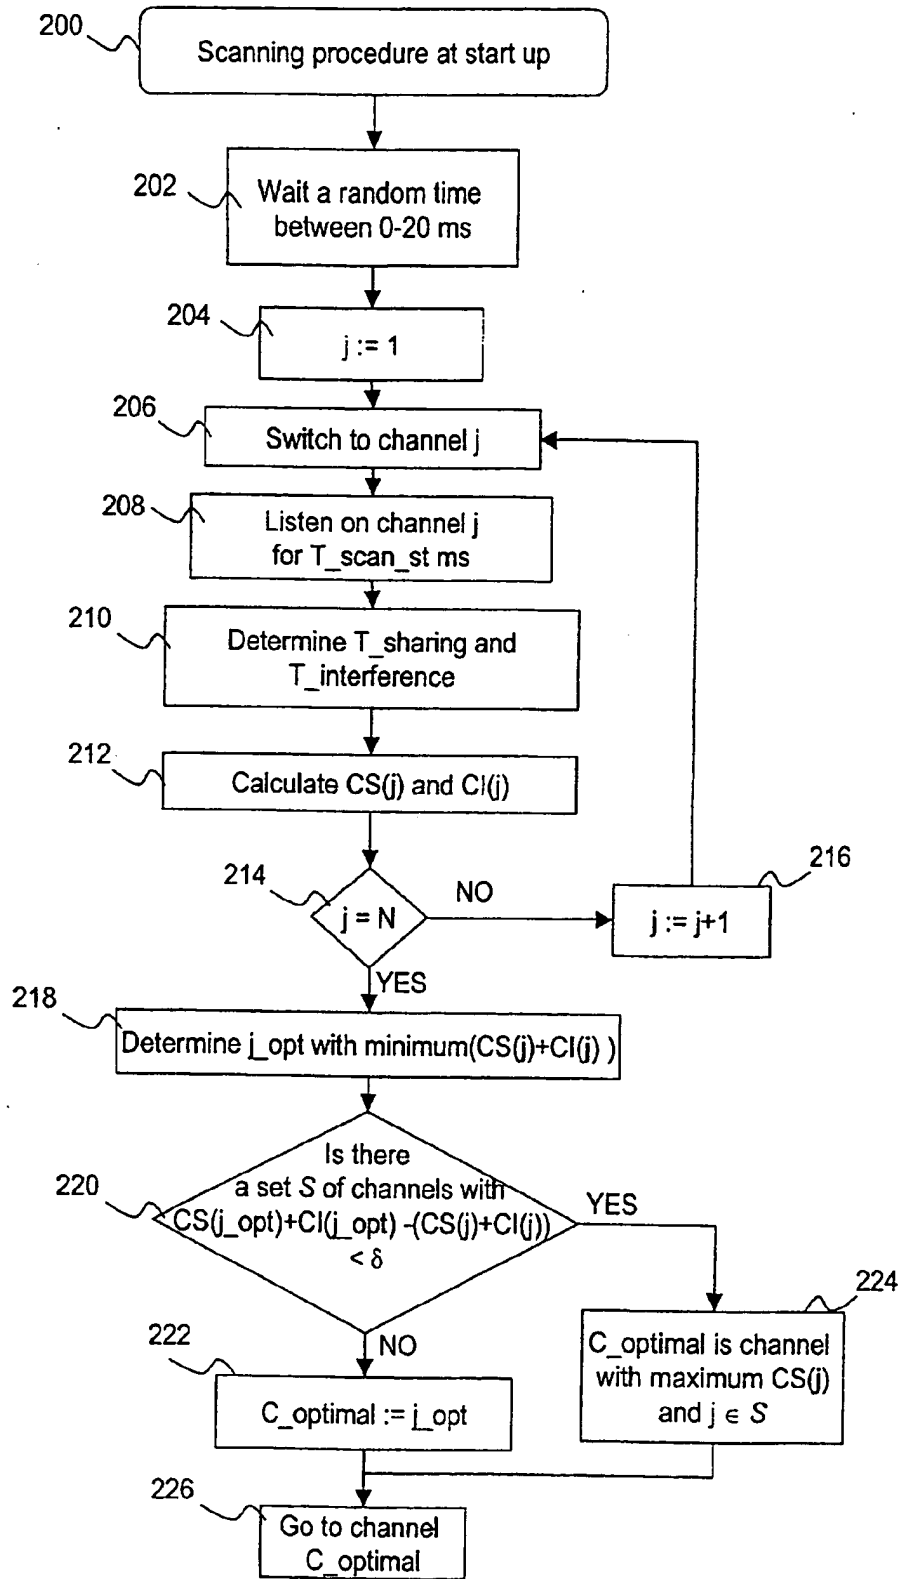 200
Scanning procedure at start up
202
Wait a random time
between 0-20 ms
204
j := 1
206
Switch to channel j
208
Listen on channel j
for T_scan_st ms
210
Determine T_sharing and
T_interference
212
Calculate CS(j) and CI(j)
214
j = N
NO
216
j := j+1
YES
218
Determine j_opt with minimum(CS(j)+CI(j) )
220
Is there
a set S of channels with
CS(j_opt)+CI(j_opt) -(CS(j)+CI(j))
< δ
YES
224
C_optimal is channel
with maximum CS(j)
and j ∈ S
NO
222
C_optimal := j_opt
226
Go to channel
C_optimal